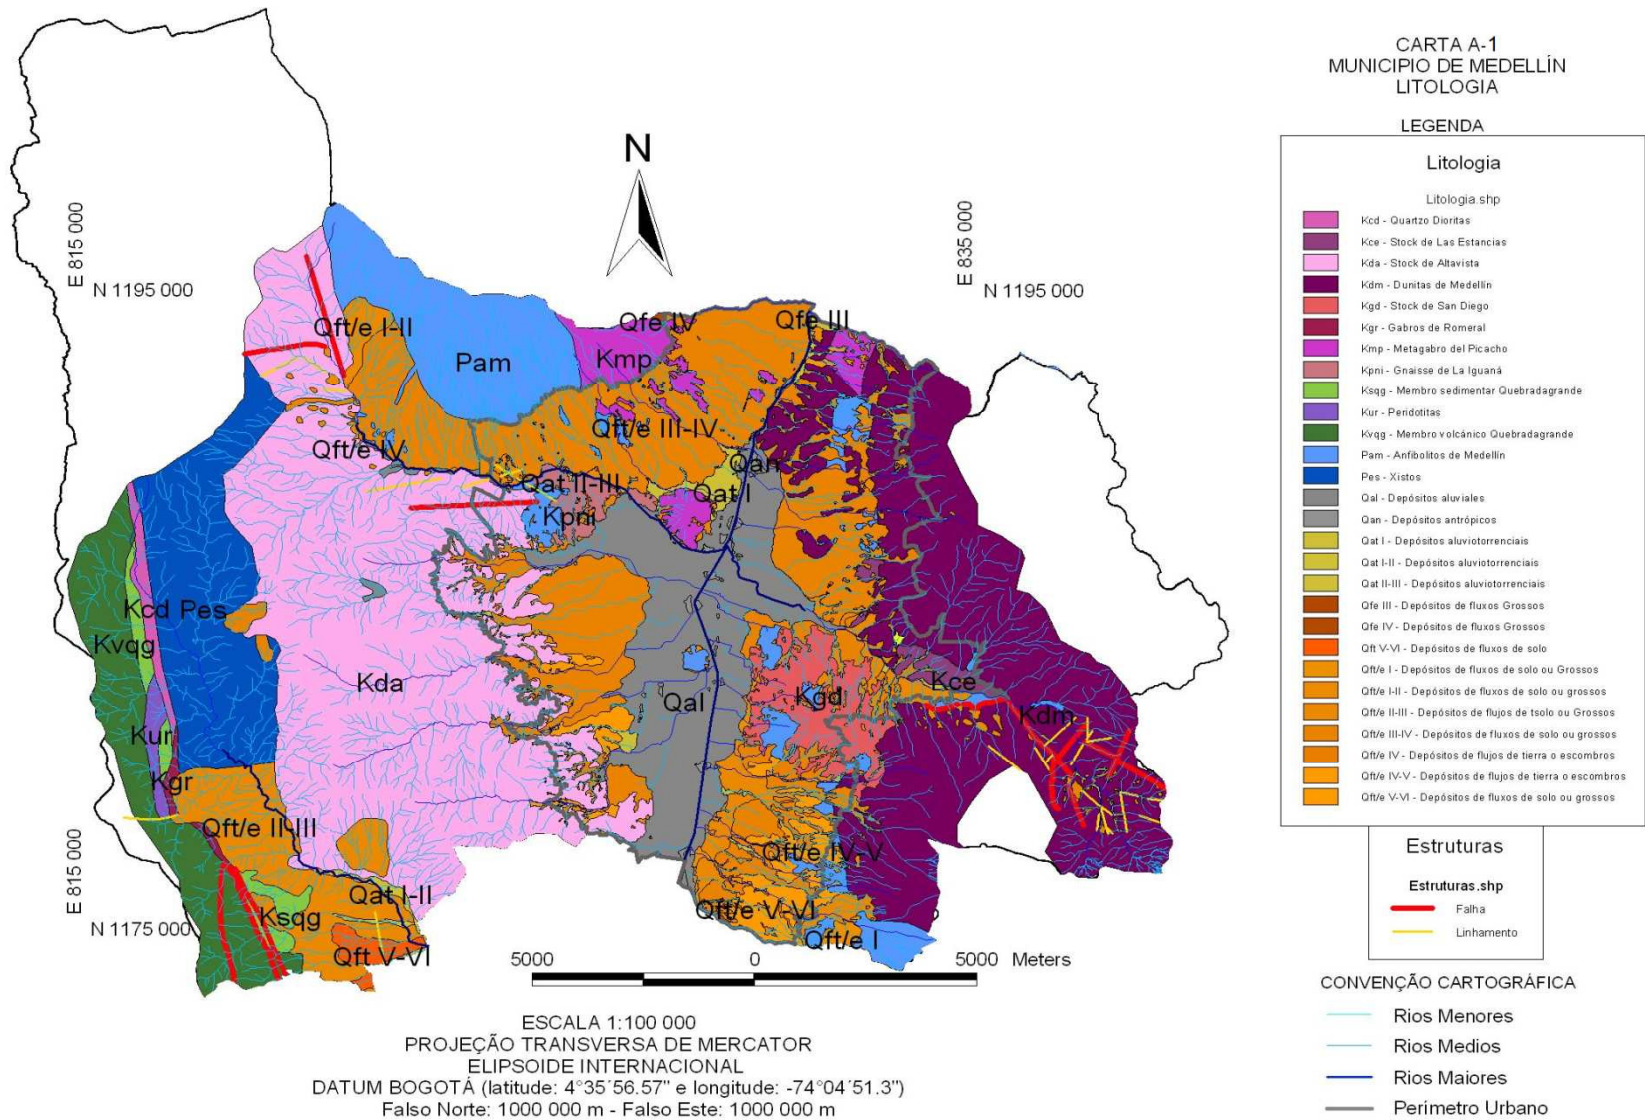 CARTA A-1
MUNICIPIO DE MEDELLÍN
LITOLOGIA
LEGENDA
Litologia
Litologia.shp
Kcd - Quartzo Dioritas
Kce - Stock de Las Estancias
Kda - Stock de Altavista
Kdm - Dunitas de Medellín
Kgd - Stock de San Diego
Kgr - Gabros de Romeral
Kmp - Metagabro del Picacho
Kpni - Gnaisse de La Iguaná
Ksqg - Membro sedimentar Quebradagrande
Kur - Peridotitas
Kvqg - Membro volcánico Quebradagrande
Pam - Anfibolitos de Medellín
Pes - Xistos
Qal - Depósitos aluviales
Qan - Depósitos antrópicos
Qat I - Depósitos aluviotorrenciais
Qat I-II - Depósitos aluviotorrenciais
Qat II-III - Depósitos aluviotorrenciais
Qfe III - Depósitos de fluxos Grossos
Qfe IV - Depósitos de fluxos Grossos
Qft V-VI - Depósitos de fluxos de solo
Qft/e I - Depósitos de fluxos de solo ou Grossos
Qft/e I-II - Depósitos de fluxos de solo ou grossos
Qft/e II-III - Depósitos de flujos de tsolo ou Grossos
Qft/e III-IV - Depósitos de fluxos de solo ou grossos
Qft/e IV - Depósitos de flujos de tierra o escombros
Qft/e IV-V - Depósitos de flujos de tierra o escombros
Qft/e V-VI - Depósitos de fluxos de solo ou grossos
Estruturas
Estruturas.shp
Falha
Linhamento
CONVENÇÃO CARTOGRÁFICA
Rios Menores
Rios Medios
Rios Maiores
Perímetro Urbano
N
E 815 000
N 1195 000
E 835 000
N 1195 000
Qft/e I-II
Pam
Qfe IV
Kmp
Qfe III
Qft/e III-IV
Qft/e IV
Qan
Qat II-III
Qat I
Kpni
Kcd Pes
Kvqg
Kda
Qal
Kgd
Kce
Kdm
Kur
Kgr
Qft/e II-III
Qft/e IV-V
Qat I-II
Ksqg
Qft/e V-VI
Qft V-VI
Qft/e I
E 815 000
N 1175 000
5000 0 5000 Meters
ESCALA 1:100 000
PROJEÇÃO TRANSVERSA DE MERCATOR
ELIPSOIDE INTERNACIONAL
DATUM BOGOTÁ (latitude: 4°35´56.57" e longitude: -74°04´51.3")
Falso Norte: 1000 000 m - Falso Este: 1000 000 m